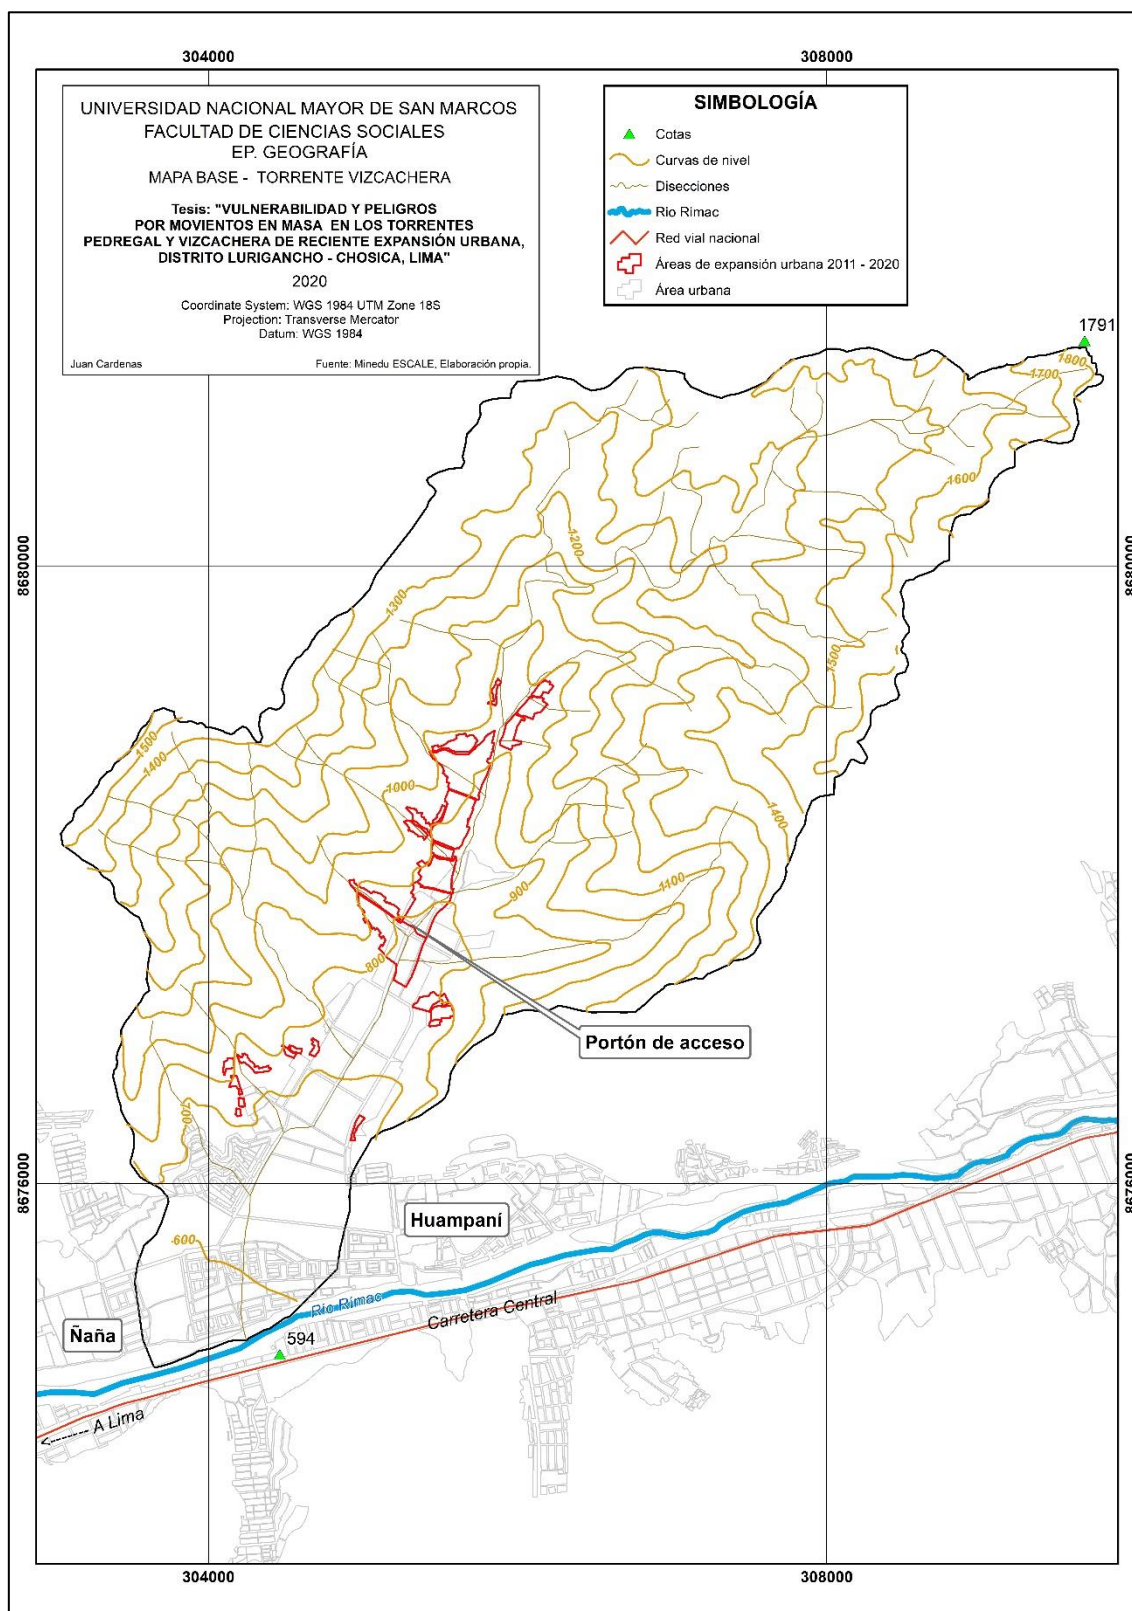 304000
308000
UNIVERSIDAD NACIONAL MAYOR DE SAN MARCOS
FACULTAD DE CIENCIAS SOCIALES
EP. GEOGRAFÍA
MAPA BASE - TORRENTE VIZCACHERA
Tesis: "VULNERABILIDAD Y PELIGROS
POR MOVIENTOS EN MASA EN LOS TORRENTES
PEDREGAL Y VIZCACHERA DE RECIENTE EXPANSIÓN URBANA,
DISTRITO LURIGANCHO - CHOSICA, LIMA"
2020
Coordinate System: WGS 1984 UTM Zone 18S
Projection: Transverse Mercator
Datum: WGS 1984
Juan Cardenas
Fuente: Minedu ESCALE, Elaboración propia.
SIMBOLOGÍA
Cotas
Curvas de nivel
Disecciones
Rio Rimac
Red vial nacional
Áreas de expansión urbana 2011 - 2020
Área urbana
1791
1800
1700
1600
1200
8680000
8680000
1300
1500
1500
1400
1000
1400
1100
900
800
Portón de acceso
700
8676000
8676000
Huampaní
600
Río Rímac
Carretera Central
Ñaña
594
A Lima
304000
308000